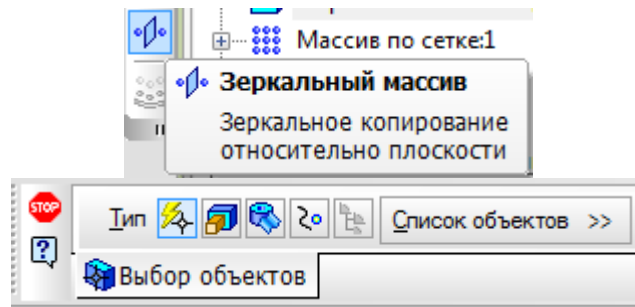 Массив по сетке:1
Зеркальный массив
Зеркальное копирование
относительно плоскости
STOP
Тип
Список объектов >>
Выбор объектов